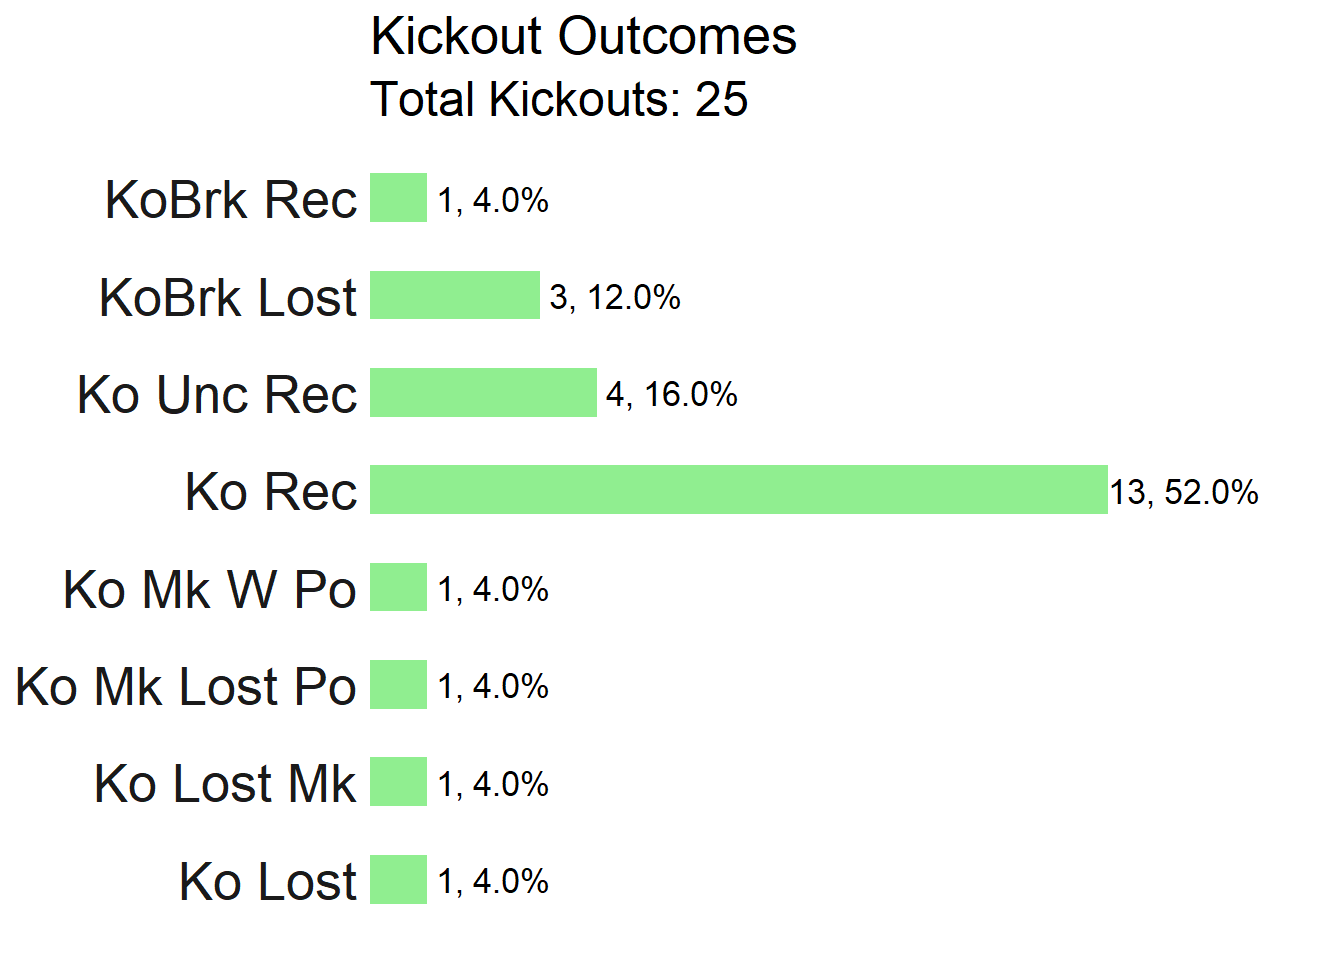 Kickout Outcomes
Total Kickouts: 25
KoBrk Rec 1, 4.0%
KoBrk Lost 3, 12.0%
Ko Unc Rec 4, 16.0%
Ko Rec 13, 52.0%
Ko Mk W Po 1, 4.0%
Ko Mk Lost Po 1, 4.0%
Ko Lost Mk 1, 4.0%
Ko Lost 1, 4.0%